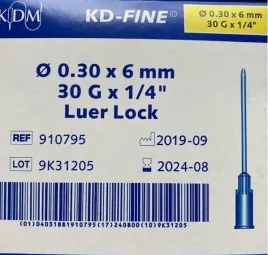 KDM KD-FINE® Ø 0.30 x 6 mm
30 G x 1/4"
Ø 0.30 x 6 mm
30 G x 1/4"
Luer Lock
REF 910795 2019-09
LOT 9K31205 2024-08
(01)04031881910795(17)240800(10)9K31205